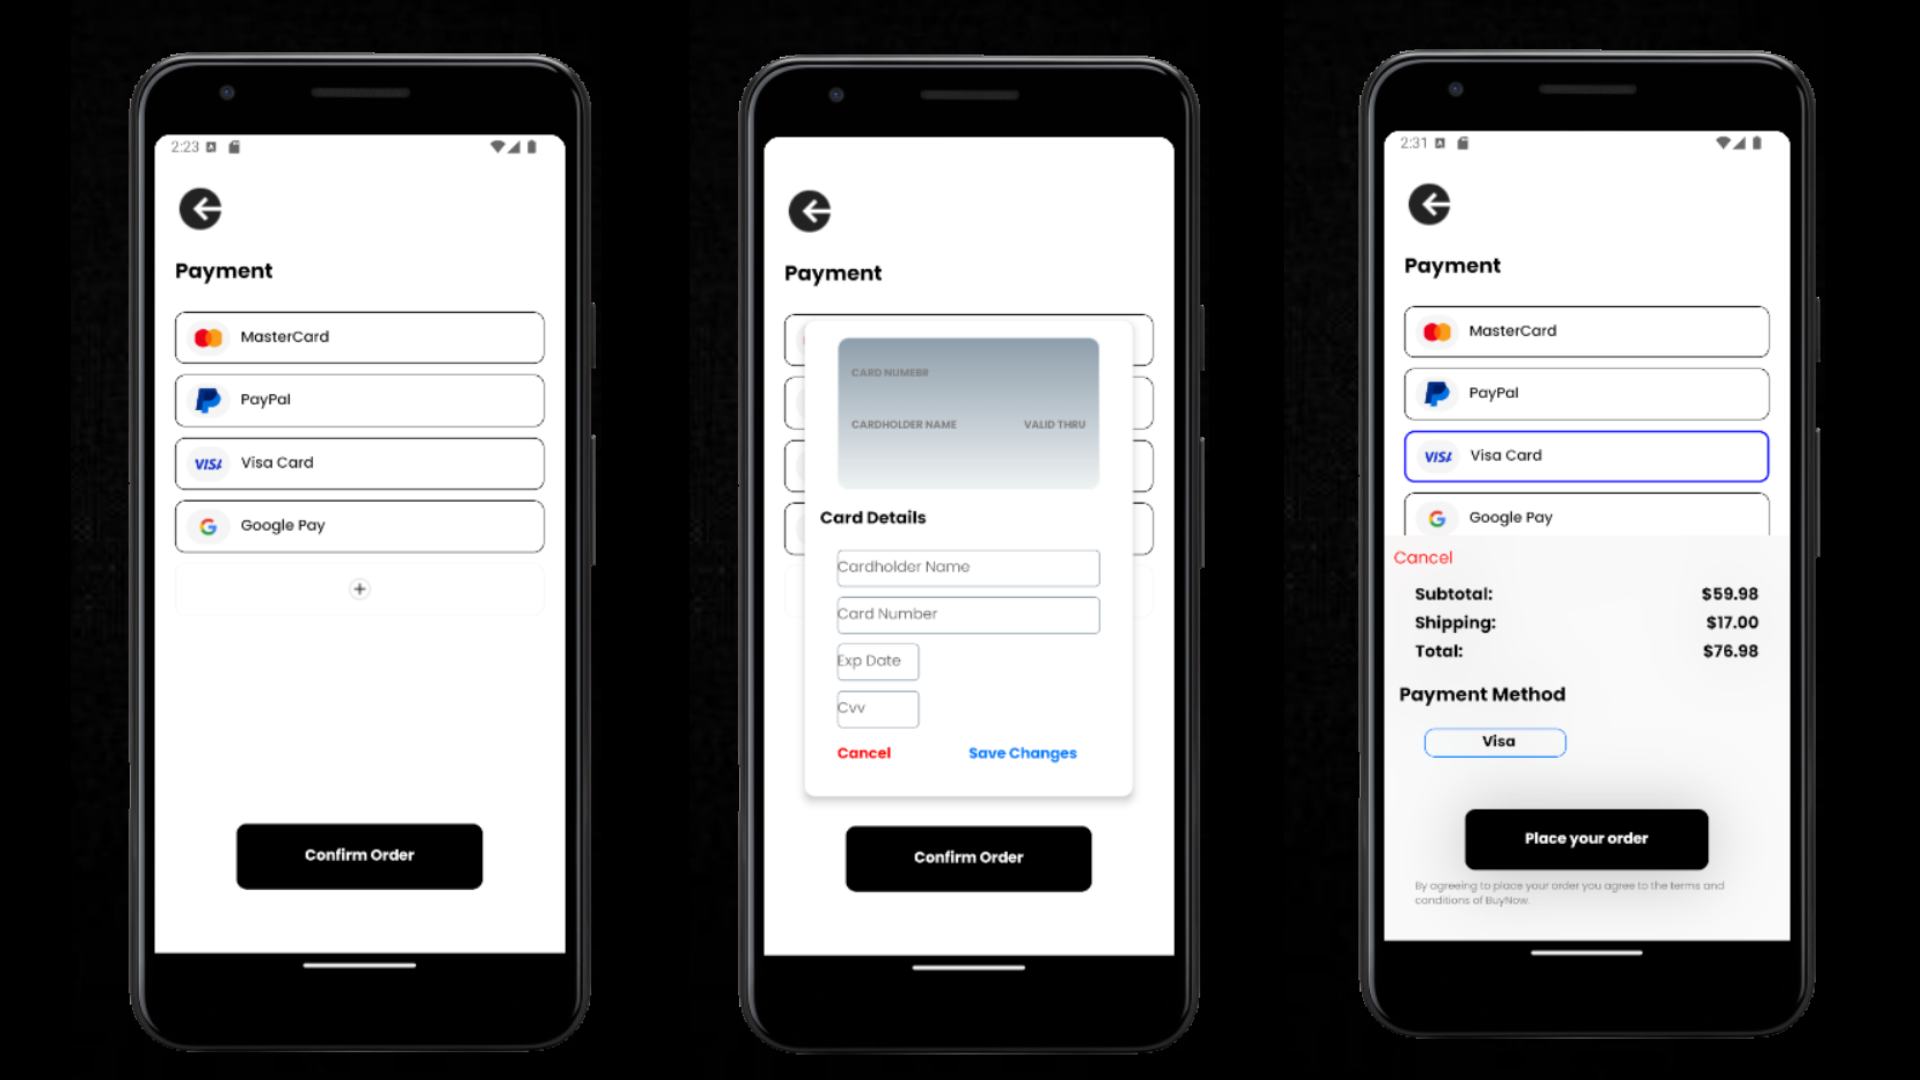 2:23
Payment
MasterCard
PayPal
VISA Visa Card
G Google Pay
+
Confirm Order
Payment
CARD NUMEBR
CARDHOLDER NAME VALID THRU
Card Details
Cardholder Name
Card Number
Exp Date
Cvv
Cancel Save Changes
Confirm Order
2:31
Payment
MasterCard
PayPal
VISA Visa Card
G Google Pay
Cancel
Subtotal: $59.98
Shipping: $17.00
Total: $76.98
Payment Method
Visa
Place your order
By agreeing to place your order you agree to the terms and
conditions of BuyNow.